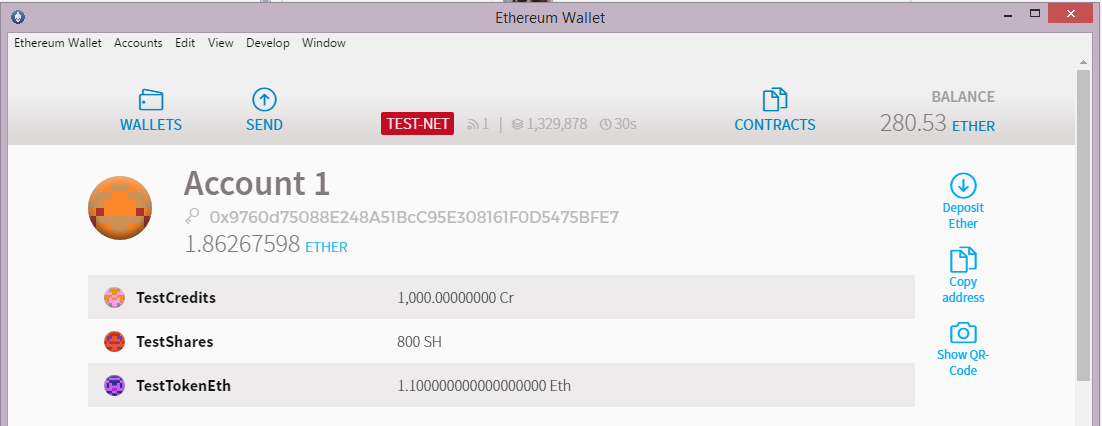 Ethereum Wallet
Ethereum Wallet Accounts Edit View Develop Window
WALLETS
SEND
TEST-NET 1 | 1,329,878 30s
CONTRACTS
BALANCE
280.53 ETHER
Account 1
0x9760d75088E248A51BcC95E308161F0D5475BFE7
1.86267598 ETHER
Deposit
Ether
Copy
address
Show QR-
Code
TestCredits 1,000.00000000 Cr
TestShares 800 SH
TestTokenEth 1.100000000000000000 Eth